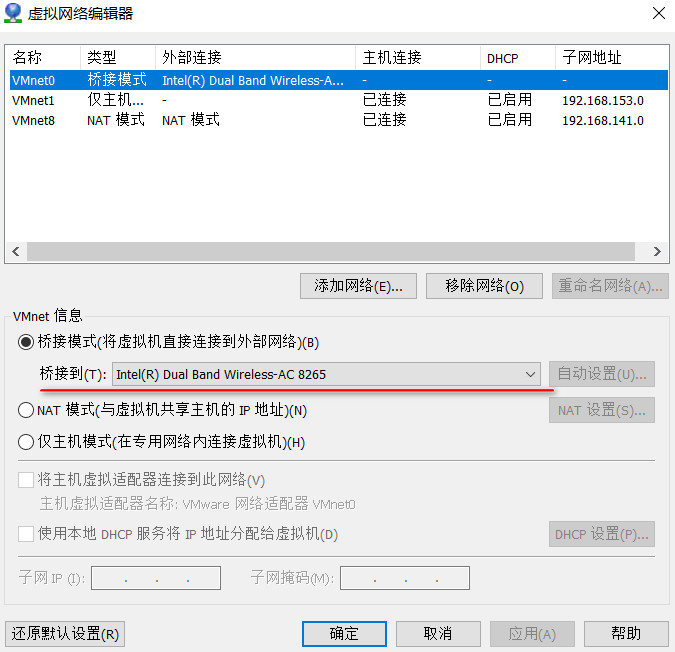 虚拟网络编辑器
名称 类型 外部连接 主机连接 DHCP 子网地址
VMnet0 桥接模式 Intel(R) Dual Band Wireless-A... - - -
VMnet1 仅主机... - 已连接 已启用 192.168.153.0
VMnet8 NAT 模式 NAT 模式 已连接 已启用 192.168.141.0
添加网络(E)... 移除网络(O) 重命名网络(A)...
VMnet 信息
桥接模式(将虚拟机直接连接到外部网络)(B)
桥接到(T): Intel(R) Dual Band Wireless-AC 8265 自动设置(U)...
NAT 模式(与虚拟机共享主机的 IP 地址)(N) NAT 设置(S)...
仅主机模式(在专用网络内连接虚拟机)(H)
将主机虚拟适配器连接到此网络(V)
主机虚拟适配器名称: VMware 网络适配器 VMnet0
使用本地 DHCP 服务将 IP 地址分配给虚拟机(D) DHCP 设置(P)...
子网 IP (I): . . . 子网掩码(M): . . .
还原默认设置(R) 确定 取消 应用(A) 帮助